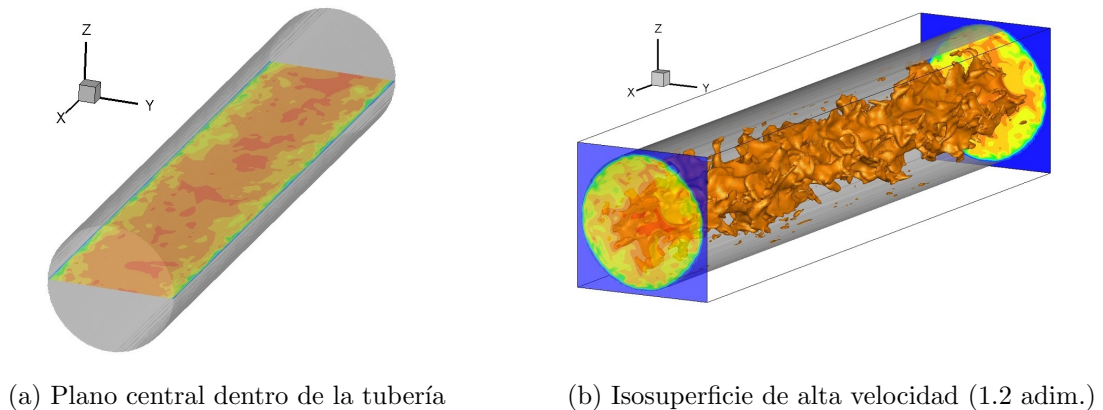 Z
Y
X
Z
Y
X
(a) Plano central dentro de la tubería
(b) Isosuperficie de alta velocidad (1.2 adim.)